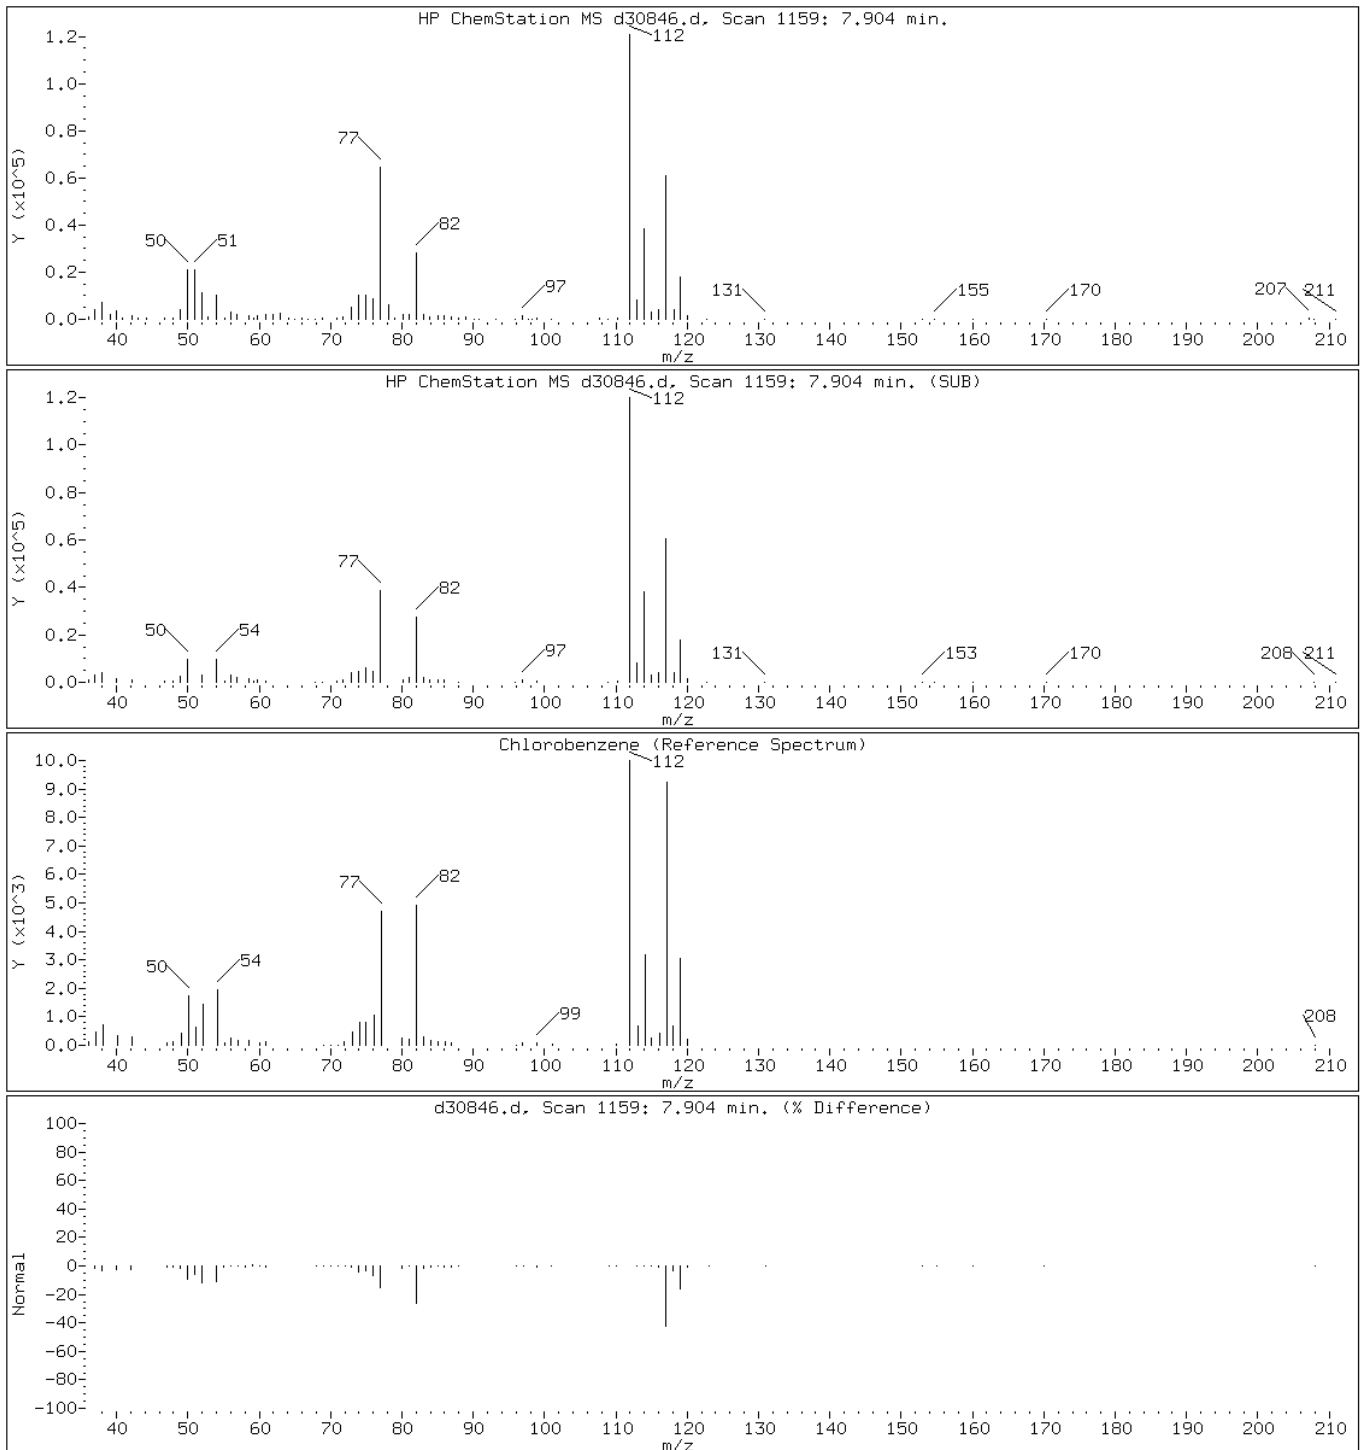 HP ChemStation MS d30846.d, Scan 1159: 7.904 min.
Y (x10^5)
1.2
1.0
0.8
0.6
0.4
0.2
0.0
112
77
82
50 51
97
131 155 170 207 211
40 50 60 70 80 90 100 110 120 130 140 150 160 170 180 190 200 210
m/z
HP ChemStation MS d30846.d, Scan 1159: 7.904 min. (SUB)
Y (x10^5)
1.2
1.0
0.8
0.6
0.4
0.2
0.0
112
77
82
50 54
97
131 153 170 208 211
40 50 60 70 80 90 100 110 120 130 140 150 160 170 180 190 200 210
m/z
Chlorobenzene (Reference Spectrum)
Y (x10^3)
10.0
9.0
8.0
7.0
6.0
5.0
4.0
3.0
2.0
1.0
0.0
112
77 82
50 54
99
208
40 50 60 70 80 90 100 110 120 130 140 150 160 170 180 190 200 210
m/z
d30846.d, Scan 1159: 7.904 min. (% Difference)
Normal
100
80
60
40
20
0
-20
-40
-60
-80
-100
40 50 60 70 80 90 100 110 120 130 140 150 160 170 180 190 200 210
m/z